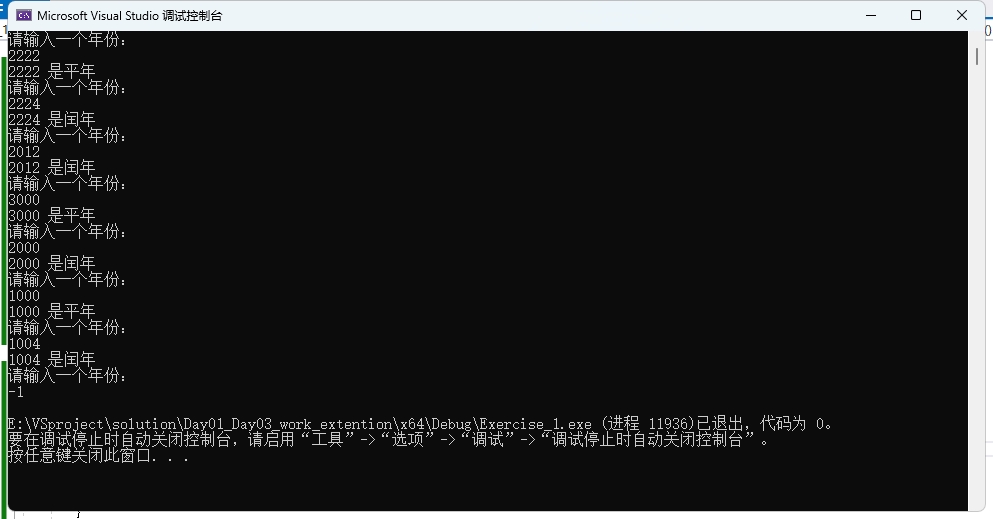 Microsoft Visual Studio 调试控制台
请输入一个年份:
2222
2222 是平年
请输入一个年份:
2224
2224 是闰年
请输入一个年份:
2012
2012 是闰年
请输入一个年份:
3000
3000 是平年
请输入一个年份:
2000
2000 是闰年
请输入一个年份:
1000
1000 是平年
请输入一个年份:
1004
1004 是闰年
请输入一个年份:
-1
E:\VSproject\solution\Day01_Day03_work_extention\x64\Debug\Exercise_1.exe (进程 11936)已退出，代码为 0。
要在调试停止时自动关闭控制台，请启用“工具”->“选项”->“调试”->“调试停止时自动关闭控制台”。
按任意键关闭此窗口. . .